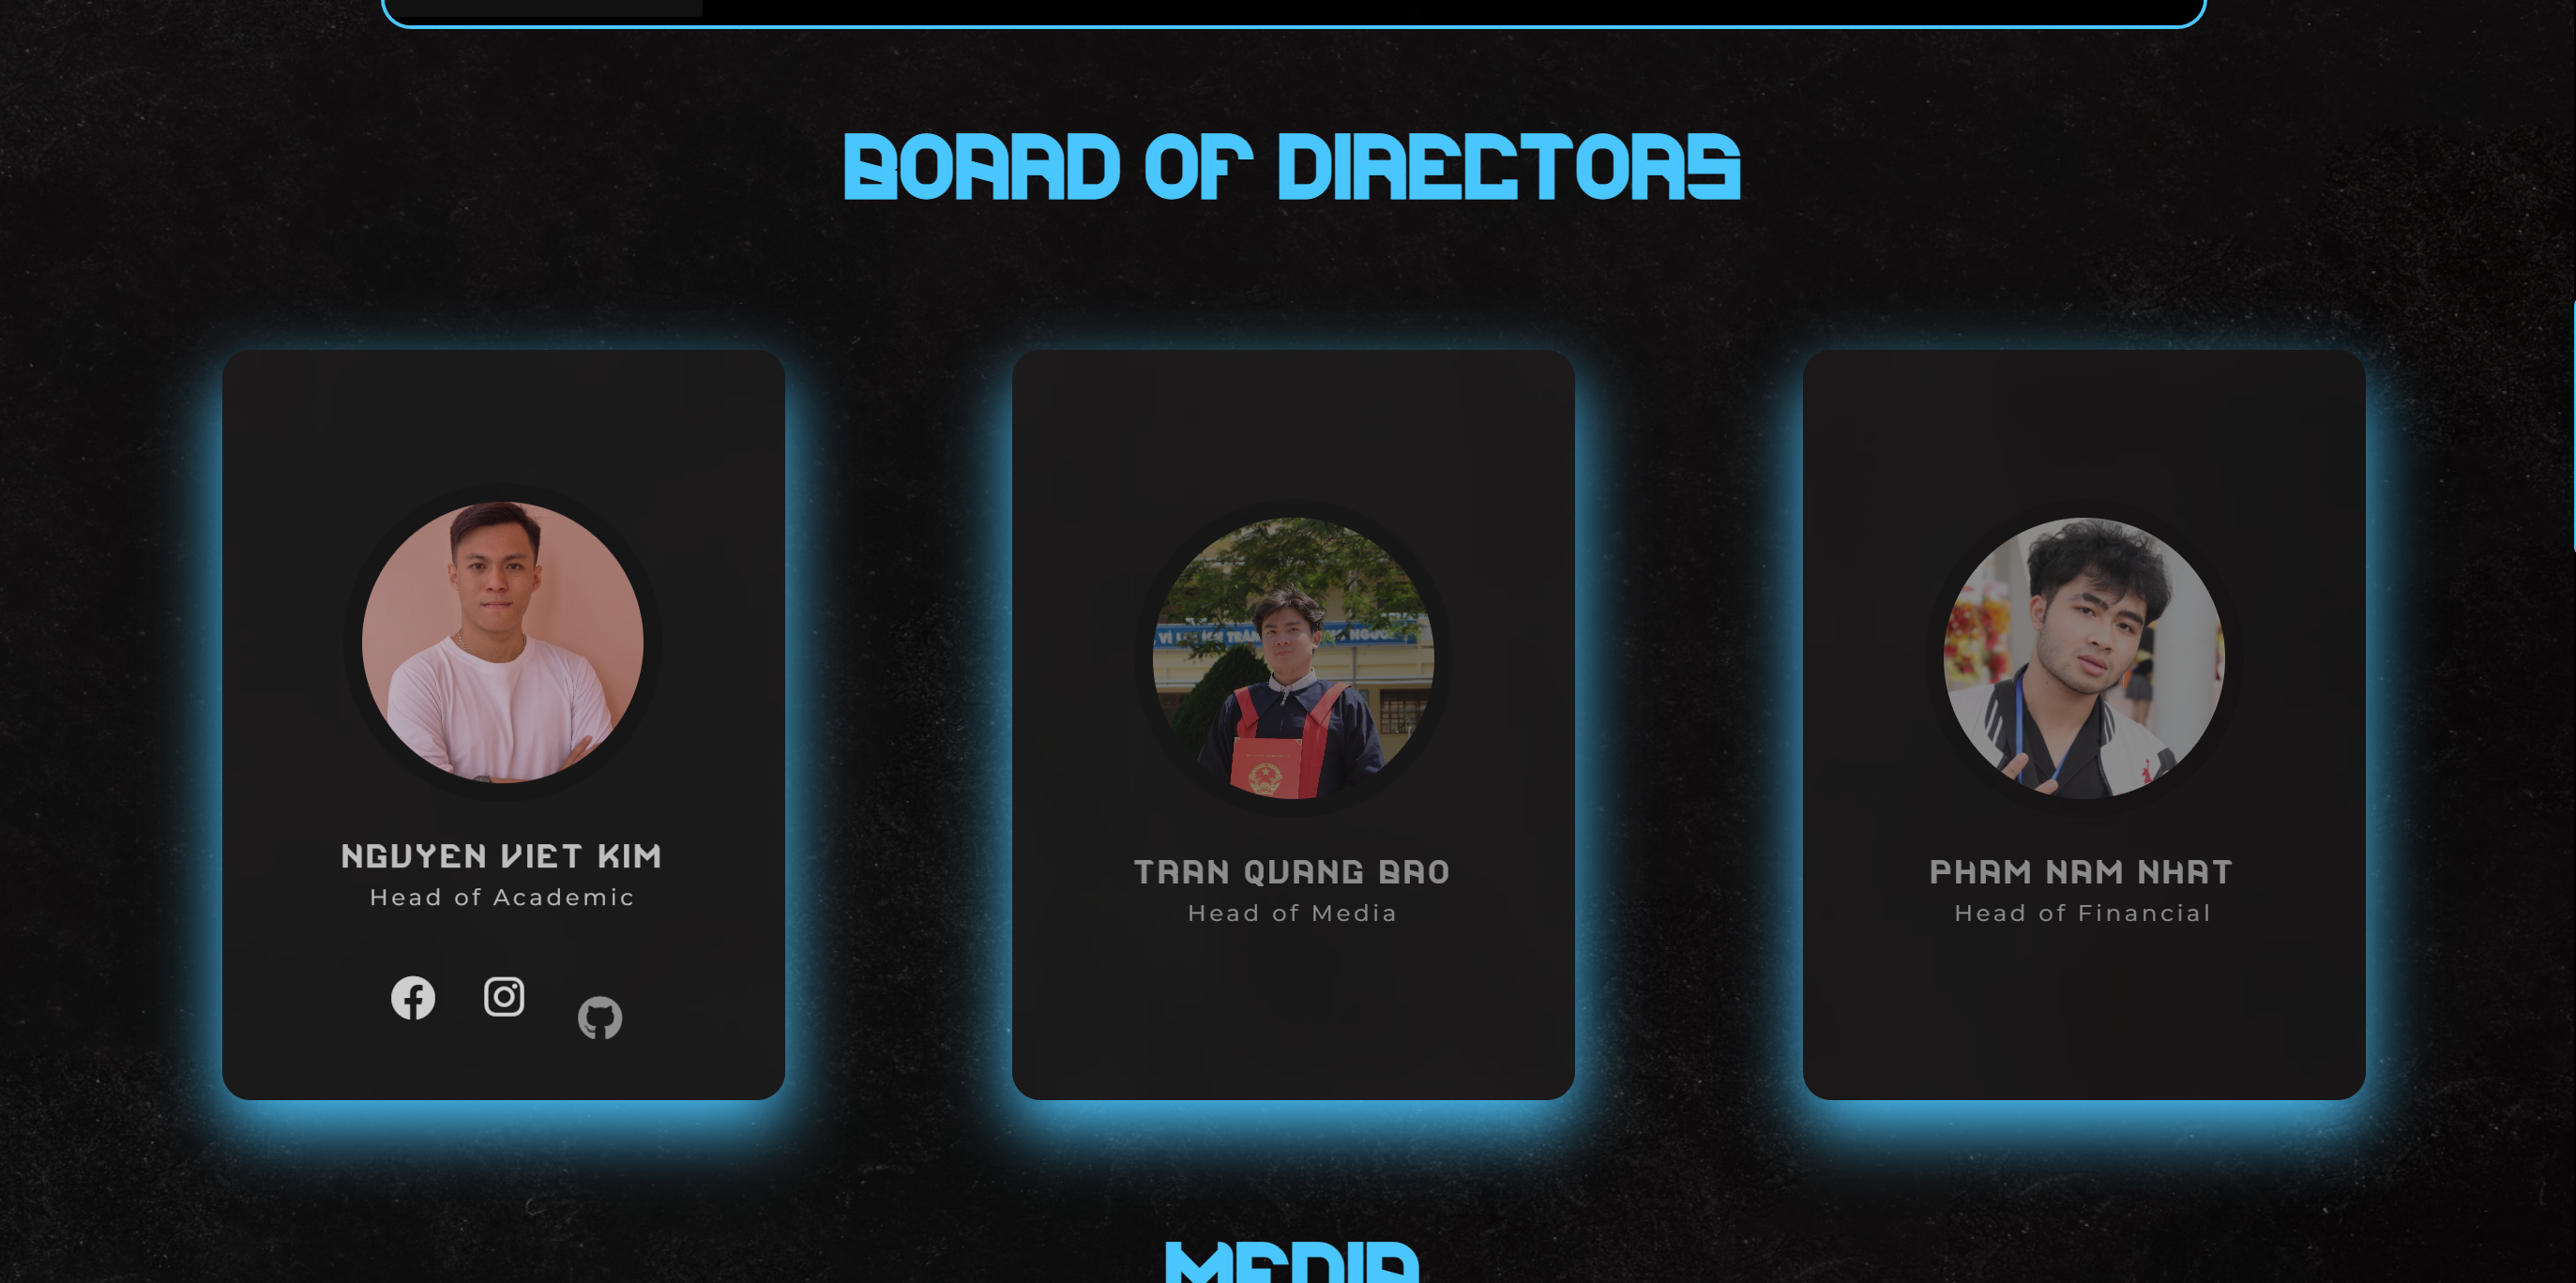 BOARD OF DIRECTORS
NGUYEN VIET KIM
Head of Academic
TRAN QUANG BAO
Head of Media
PHAM NAM NHAT
Head of Financial
MEDIA